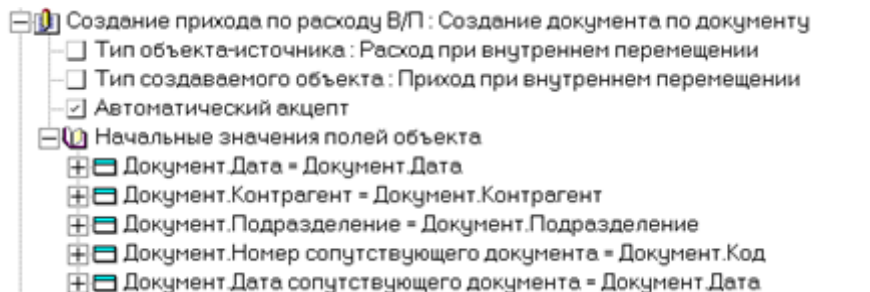 Создание прихода по расходу В/П : Создание документа по документу
Тип объекта-источника : Расход при внутреннем перемещении
Тип создаваемого объекта : Приход при внутреннем перемещении
Автоматический акцепт
Начальные значения полей объекта
Документ.Дата = Документ.Дата
Документ.Контрагент = Документ.Контрагент
Документ.Подразделение = Документ.Подразделение
Документ.Номер сопутствующего документа = Документ.Код
Документ.Дата сопутствующего документа = Документ.Дата